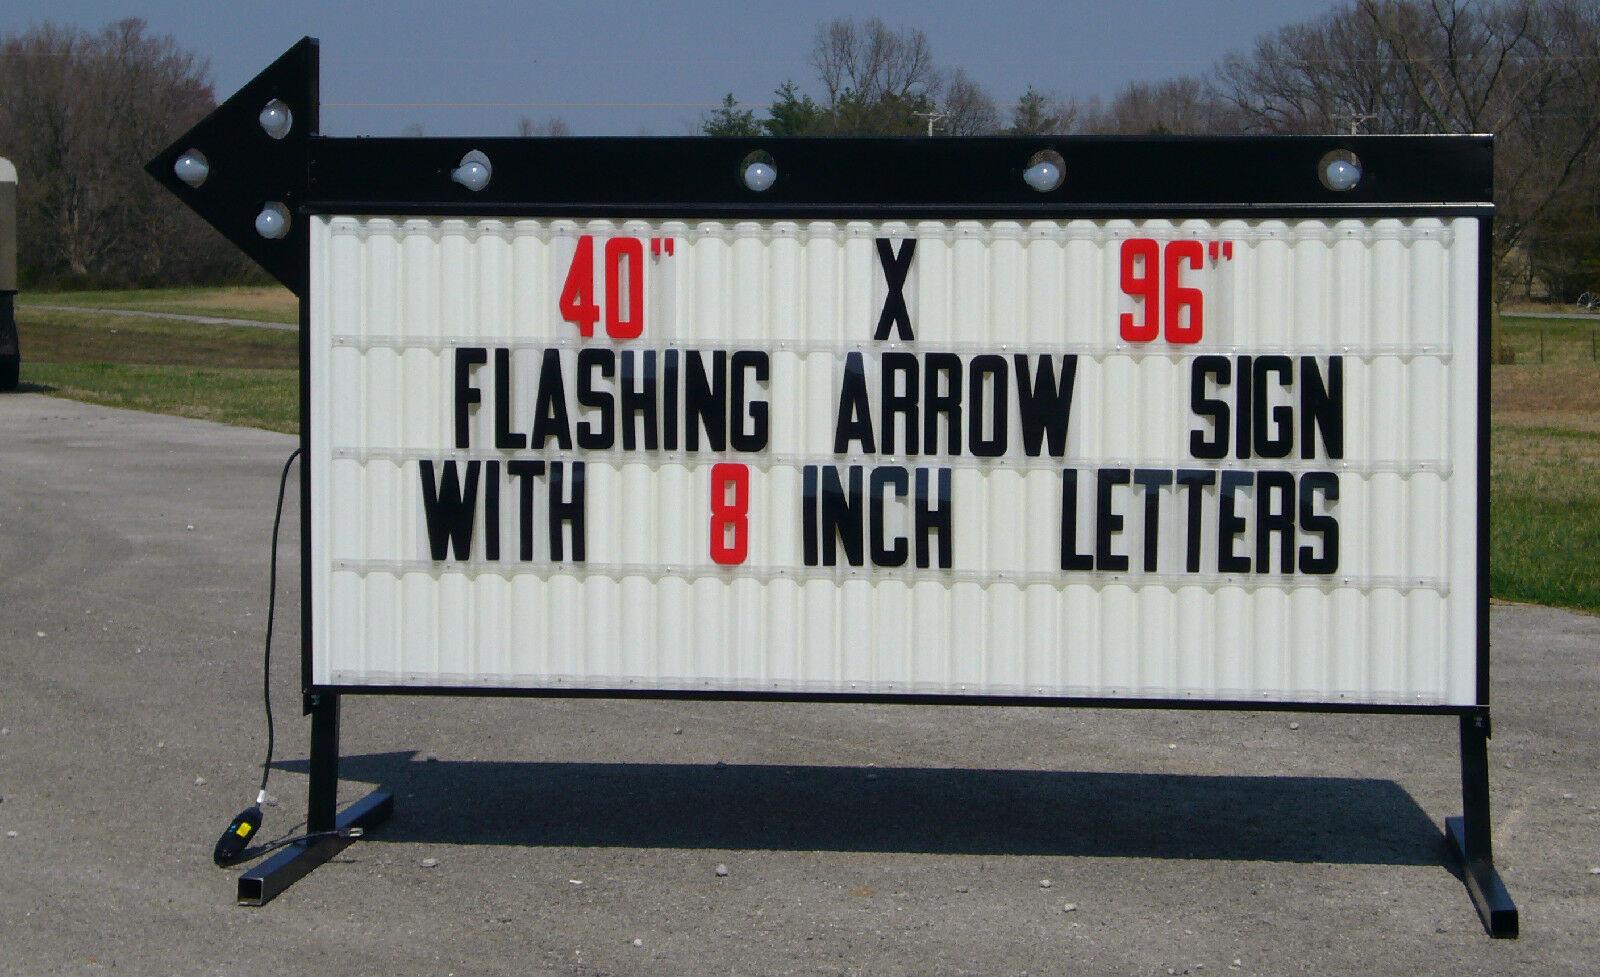 40" X 96"
FLASHING ARROW SIGN
WITH 8 INCH LETTERS